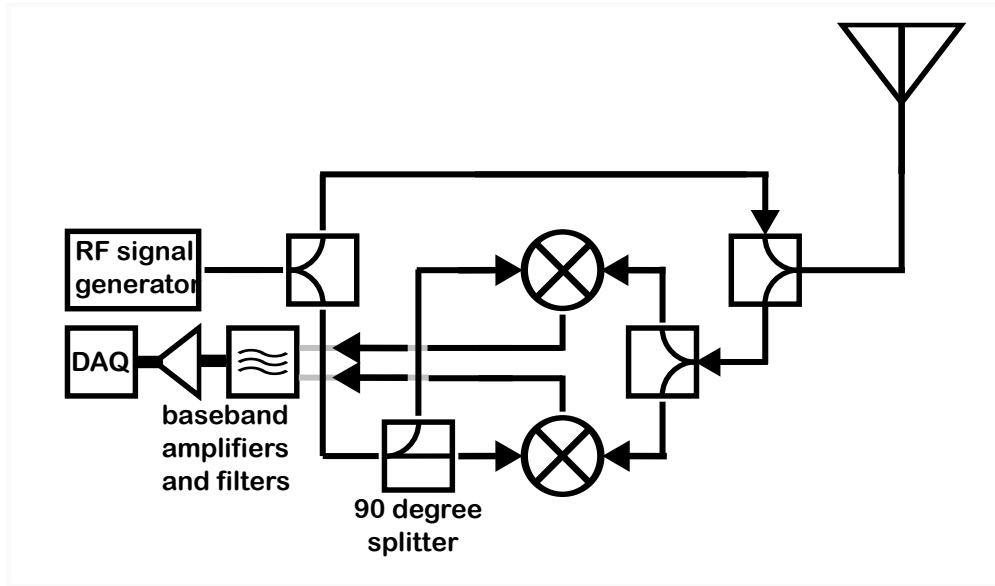 RF signal
generator
DAQ
baseband
amplifiers
and filters
90 degree
splitter